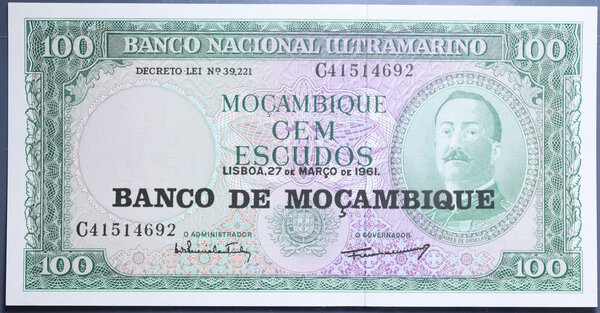 100 BANCO NACIONAL ULTRAMARINO 100
DECRETO-LEI Nº 39,221 C41514692
MOÇAMBIQUE
CEM
ESCUDOS
LISBOA, 27 DE MARÇO DE 1961.
BANCO DE MOÇAMBIQUE
C41514692
O ADMINISTRADOR O GOVERNADOR
100 100